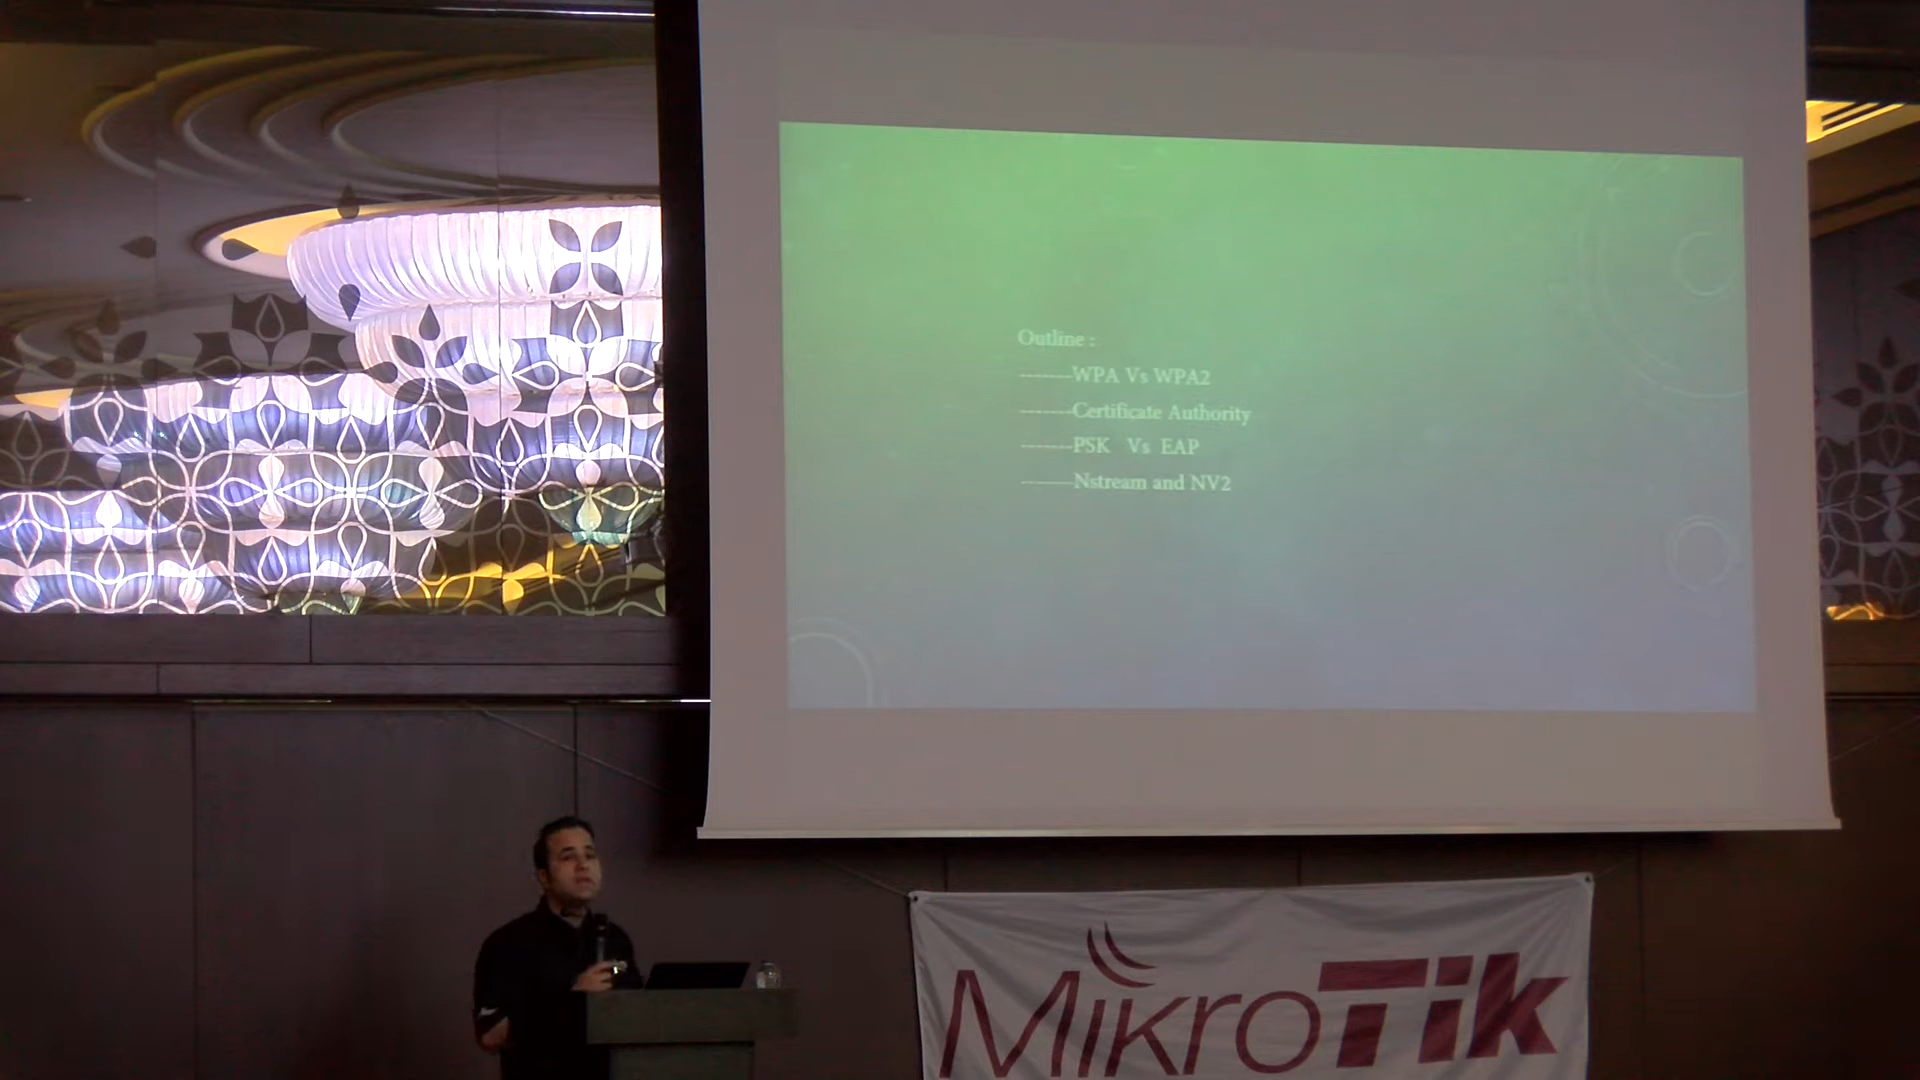 Outline :
-------WPA Vs WPA2
-------Certificate Authority
-------PSK Vs EAP
-------Nstream and NV2
MikroTik